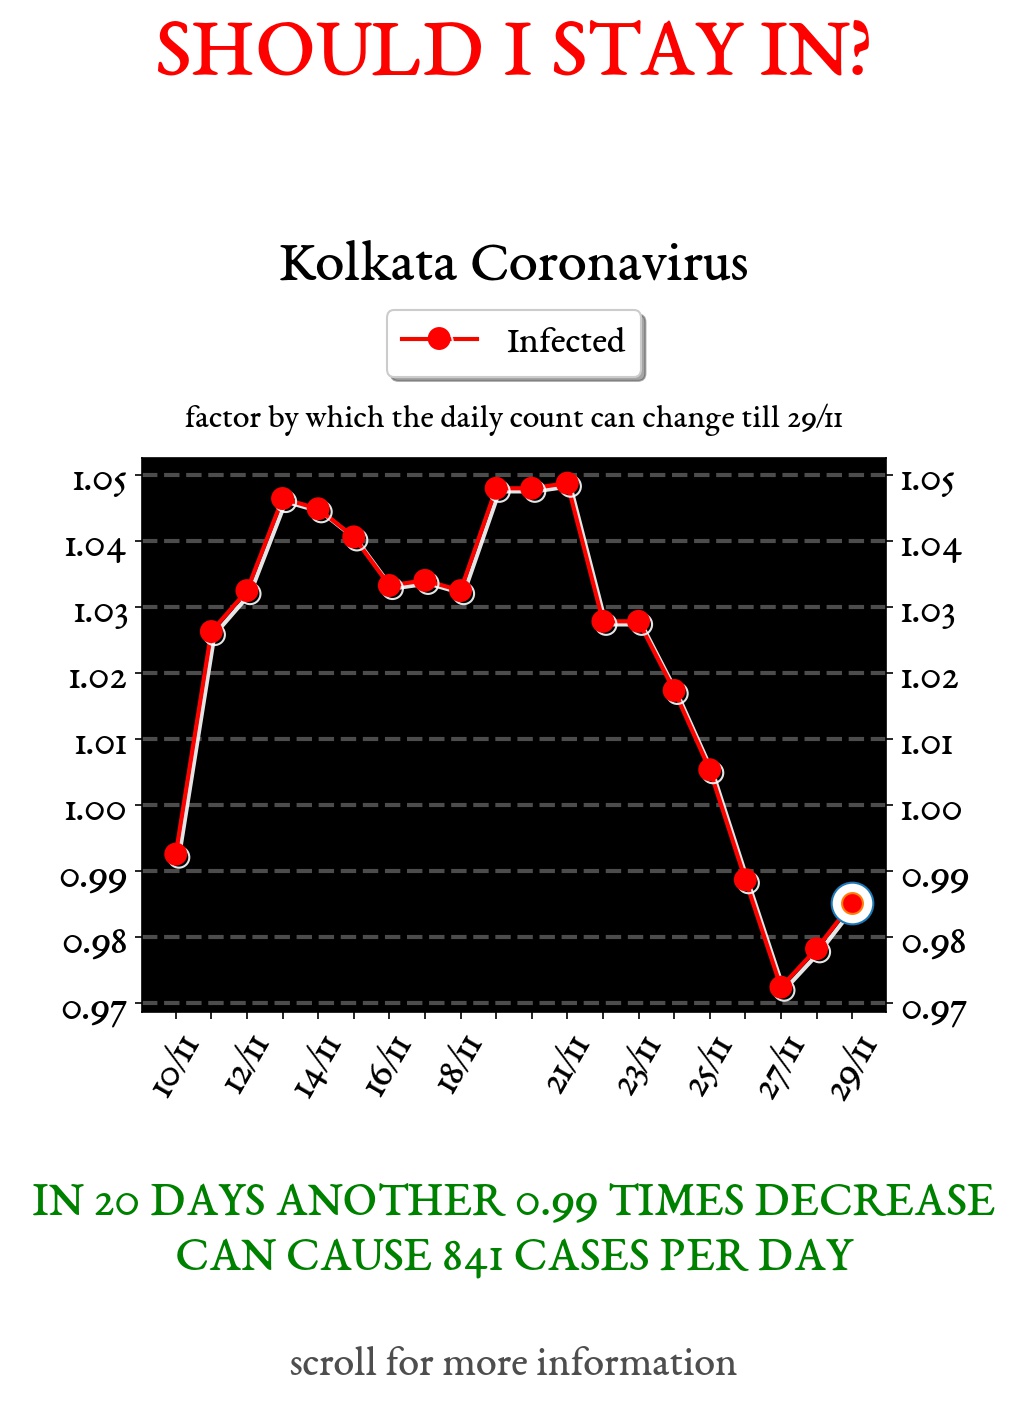 SHOULD I STAY IN?
Kolkata Coronavirus
Infected
factor by which the daily count can change till 29/11
1.05 1.05
1.04 1.04
1.03 1.03
1.02 1.02
1.01 1.01
1.00 1.00
0.99 0.99
0.98 0.98
0.97 0.97
10/11 12/11 14/11 16/11 18/11 21/11 23/11 25/11 27/11 29/11
IN 20 DAYS ANOTHER 0.99 TIMES DECREASE
CAN CAUSE 841 CASES PER DAY
scroll for more information